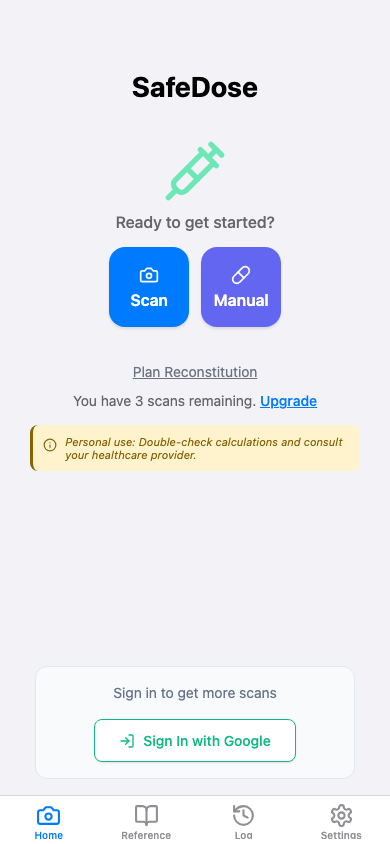 SafeDose
Ready to get started?
Scan
Manual
Plan Reconstitution
You have 3 scans remaining. Upgrade
Personal use: Double-check calculations and consult
your healthcare provider.
Sign in to get more scans
Sign In with Google
Home
Reference
Log
Settings